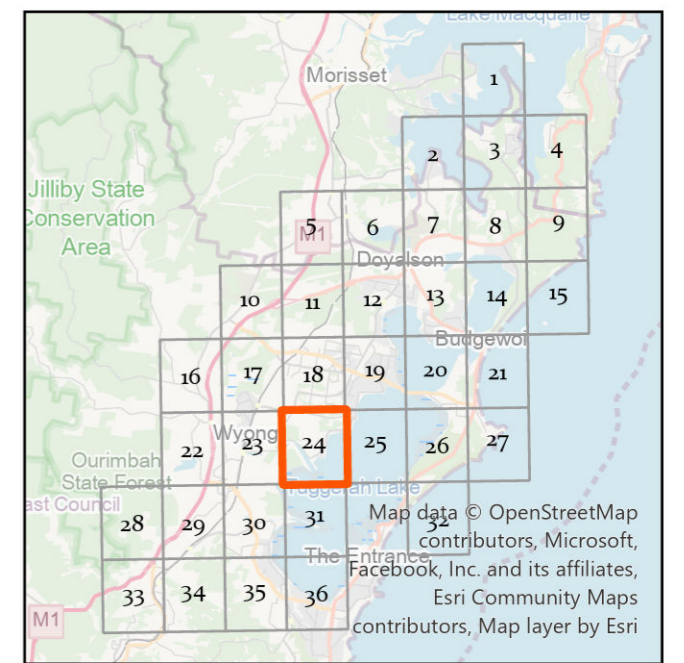 Lake Macquarie
Morisset
1
2
3
4
Jilliby State
Conservation
Area
5
M1
6
7
8
9
Doyalson
10
11
12
13
14
15
Budgewoi
16
17
18
19
20
21
Wyong
22
23
24
25
26
27
Ourimbah
State Forest
ast Council
Tuggerah Lake
28
29
30
31
32
The Entrance
33
34
35
36
M1
Map data © OpenStreetMap
contributors, Microsoft,
Facebook, Inc. and its affiliates,
Esri Community Maps
contributors, Map layer by Esri